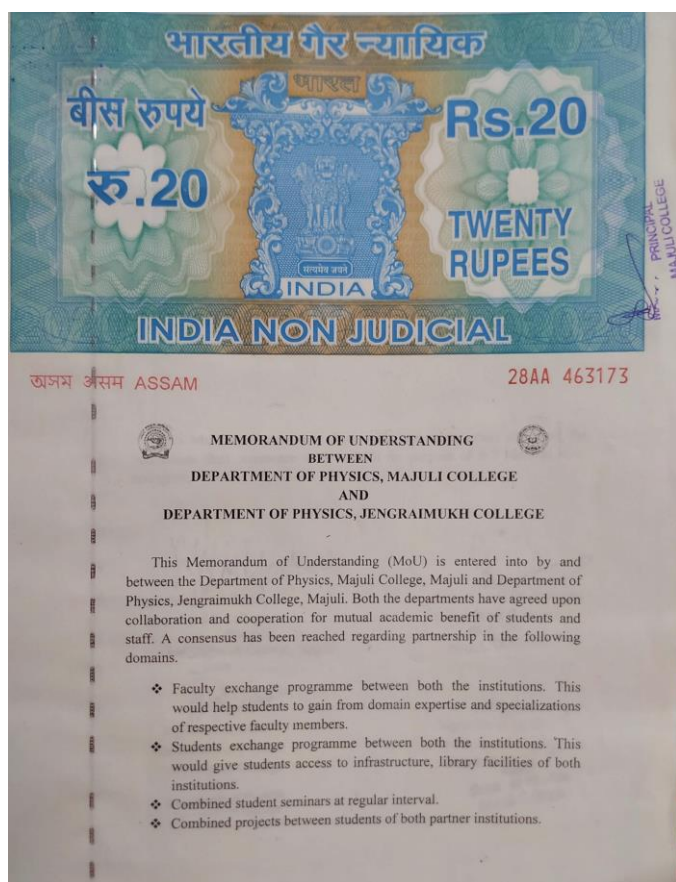 भारतीय गैर न्यायिक
भारत
बीस रुपये
रु.20
Rs.20
TWENTY
RUPEES
सत्यमेव जयते
INDIA
INDIA NON JUDICIAL
PRINCIPAL
MAJULI COLLEGE
অসম असम ASSAM
28AA 463173
MEMORANDUM OF UNDERSTANDING
BETWEEN
DEPARTMENT OF PHYSICS, MAJULI COLLEGE
AND
DEPARTMENT OF PHYSICS, JENGRAIMUKH COLLEGE
This Memorandum of Understanding (MoU) is entered into by and
between the Department of Physics, Majuli College, Majuli and Department of
Physics, Jengraimukh College, Majuli. Both the departments have agreed upon
collaboration and cooperation for mutual academic benefit of students and
staff. A consensus has been reached regarding partnership in the following
domains.
❖ Faculty exchange programme between both the institutions. This
would help students to gain from domain expertise and specializations
of respective faculty members.
❖ Students exchange programme between both the institutions. This
would give students access to infrastructure, library facilities of both
institutions.
❖ Combined student seminars at regular interval.
❖ Combined projects between students of both partner institutions.